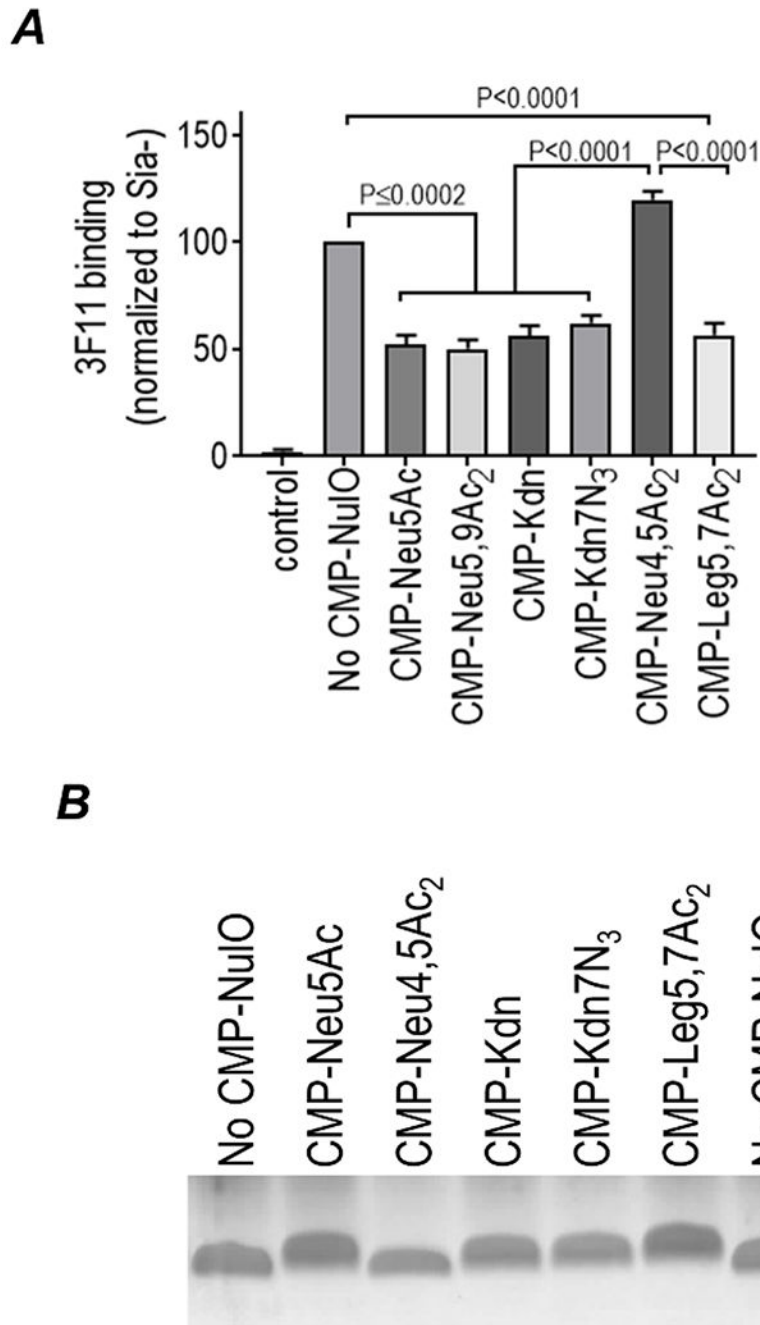 A
P<0.0001
P<0.0001 P<0.0001
P≤0.0002
3F11 binding
(normalized to Sia-)
150
100
50
0
control
No CMP-NulO
CMP-Neu5Ac
CMP-Neu5,9Ac2
CMP-Kdn
CMP-Kdn7N3
CMP-Neu4,5Ac2
CMP-Leg5,7Ac2
B
No CMP-NulO
CMP-Neu5Ac
CMP-Neu4,5Ac2
CMP-Kdn
CMP-Kdn7N3
CMP-Leg5,7Ac2